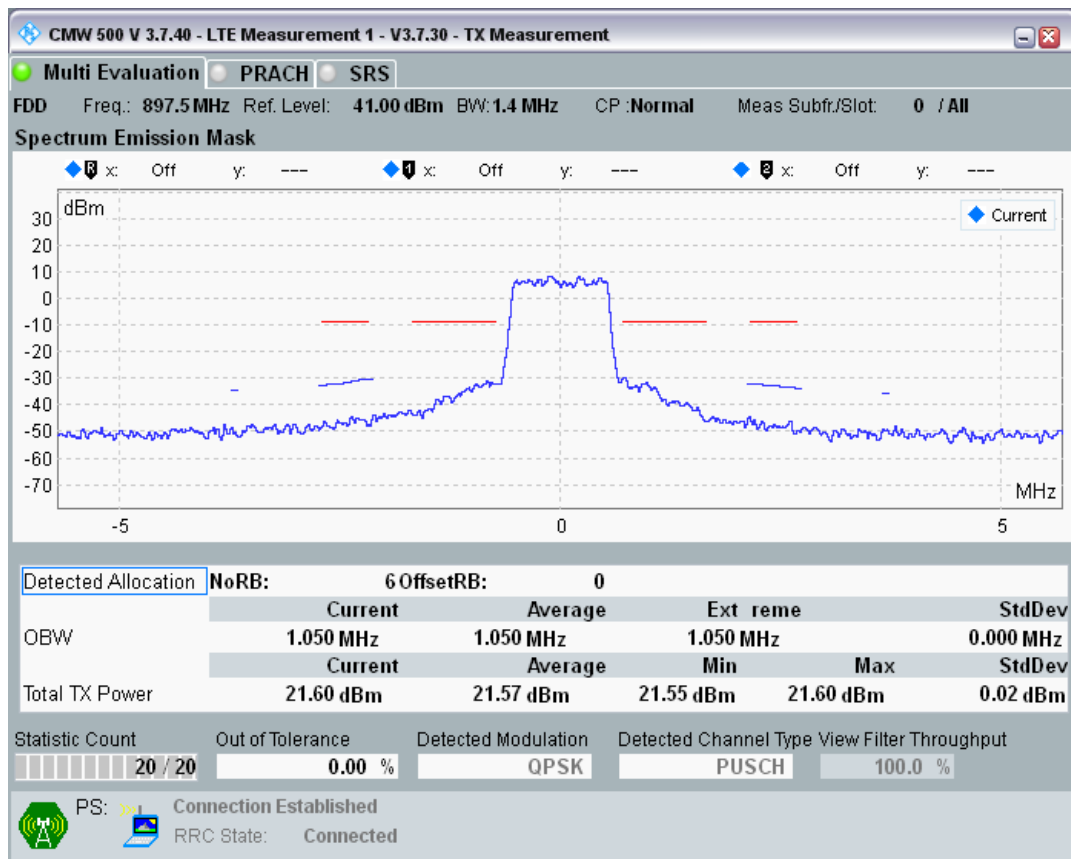 CMW 500 V 3.7.40 - LTE Measurement 1 - V3.7.30 - TX Measurement
Multi Evaluation PRACH SRS
FDD Freq.: 897.5 MHz Ref. Level: 41.00 dBm BW: 1.4 MHz CP :Normal Meas Subfr./Slot: 0 / All
Spectrum Emission Mask
R x: Off y: --- 1 x: Off y: --- 2 x: Off y: ---
dBm
Current
30
20
10
0
-10
-20
-30
-40
-50
-60
-70
MHz
-5 0 5
Detected Allocation NoRB: 6 OffsetRB: 0
Current Average Ext reme StdDev
OBW 1.050 MHz 1.050 MHz 1.050 MHz 0.000 MHz
Current Average Min Max StdDev
Total TX Power 21.60 dBm 21.57 dBm 21.55 dBm 21.60 dBm 0.02 dBm
Statistic Count Out of Tolerance Detected Modulation Detected Channel Type View Filter Throughput
20 / 20 0.00 % QPSK PUSCH 100.0 %
PS: Connection Established
RRC State: Connected